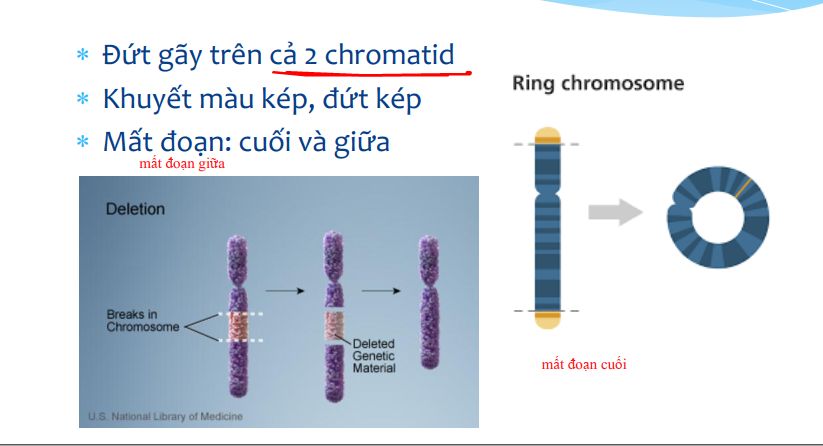 * Đứt gãy trên cả 2 chromatid
* Khuyết màu kép, đứt kép
* Mất đoạn: cuối và giữa
mất đoạn giữa
Deletion
Breaks in
Chromosome
Deleted
Genetic
Material
U.S. National Library of Medicine
Ring chromosome
mất đoạn cuối